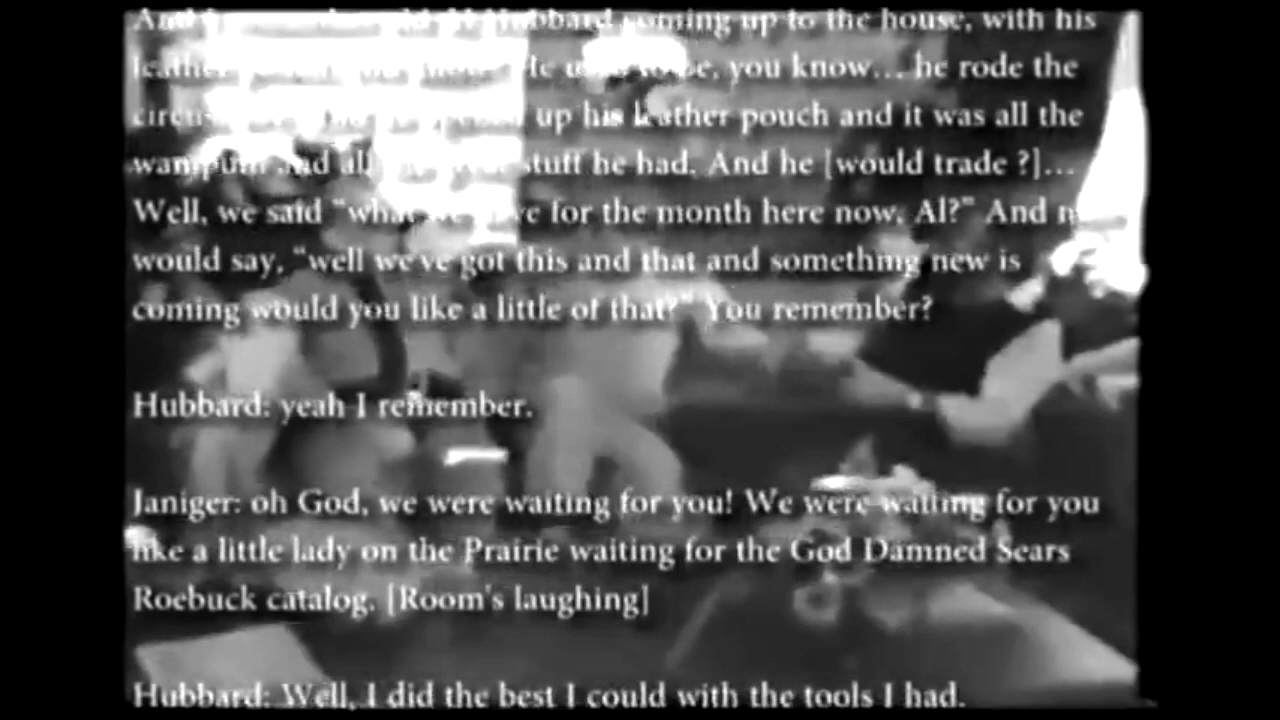 Hubbard coming up to the house, with his
you know... he rode the
up his leather pouch and it was all the
wampum and all stuff he had. And he [would trade ?]...
Well, we said “what for the month here now, Al?” And
would say, “well we've got this and that and something new is
coming would you like a little of that?” You remember?
Hubbard: yeah I remember.
Janiger: oh God, we were waiting for you! We were waiting for you
like a little lady on the Prairie waiting for the God Damned Sears
Roebuck catalog. [Room's laughing]
Hubbard: Well, I did the best I could with the tools I had.